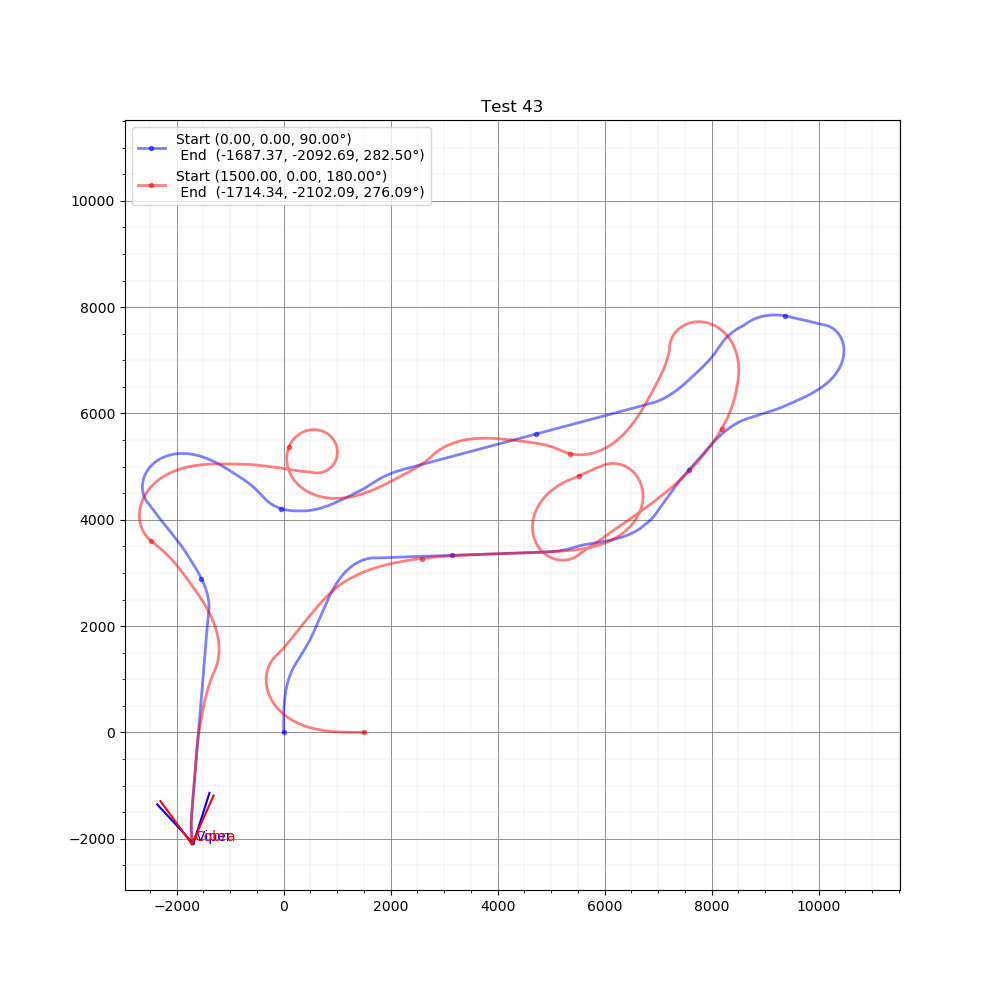 Test 43
Start (0.00, 0.00, 90.00°)
End  (-1687.37, -2092.69, 282.50°)
Start (1500.00, 0.00, 180.00°)
End  (-1714.34, -2102.09, 276.09°)
10000
8000
6000
4000
2000
0
−2000
Viper
Cobra
−2000 0 2000 4000 6000 8000 10000